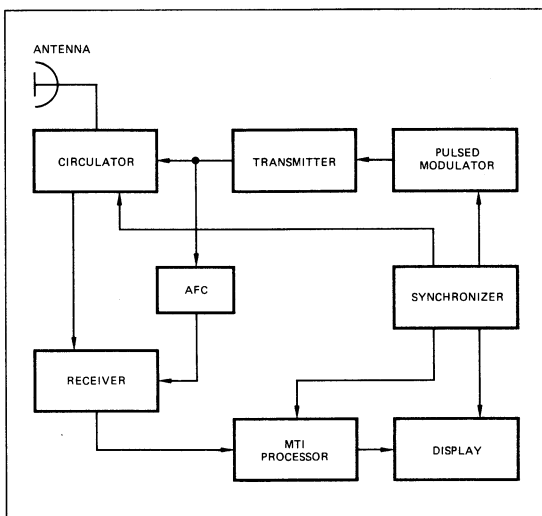 ANTENNA
CIRCULATOR
TRANSMITTER
PULSED
MODULATOR
AFC
SYNCHRONIZER
RECEIVER
MTI
PROCESSOR
DISPLAY